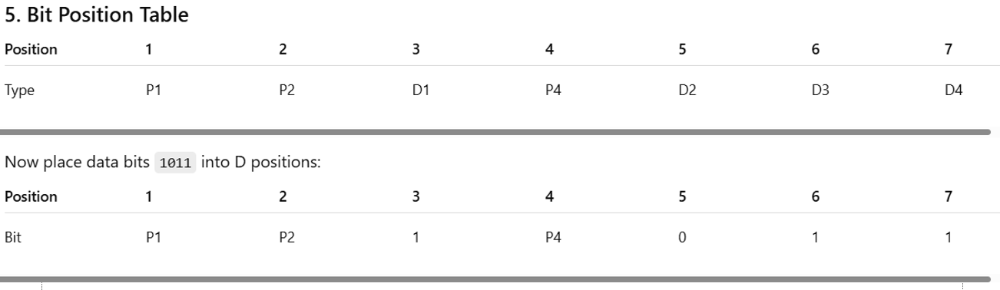 5. Bit Position Table
Position 1 2 3 4 5 6 7
Type P1 P2 D1 P4 D2 D3 D4
Now place data bits 1011 into D positions:
Position 1 2 3 4 5 6 7
Bit P1 P2 1 P4 0 1 1